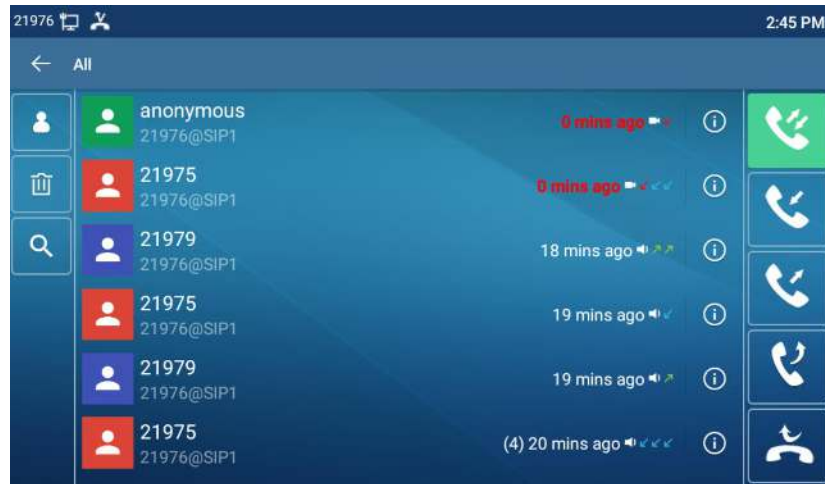 21976
2:45 PM
All
anonymous
0 mins ago
21976@SIP1
21975
0 mins ago
21976@SIP1
21979
18 mins ago
21976@SIP1
21975
19 mins ago
21976@SIP1
21979
19 mins ago
21976@SIP1
21975
(4) 20 mins ago
21976@SIP1